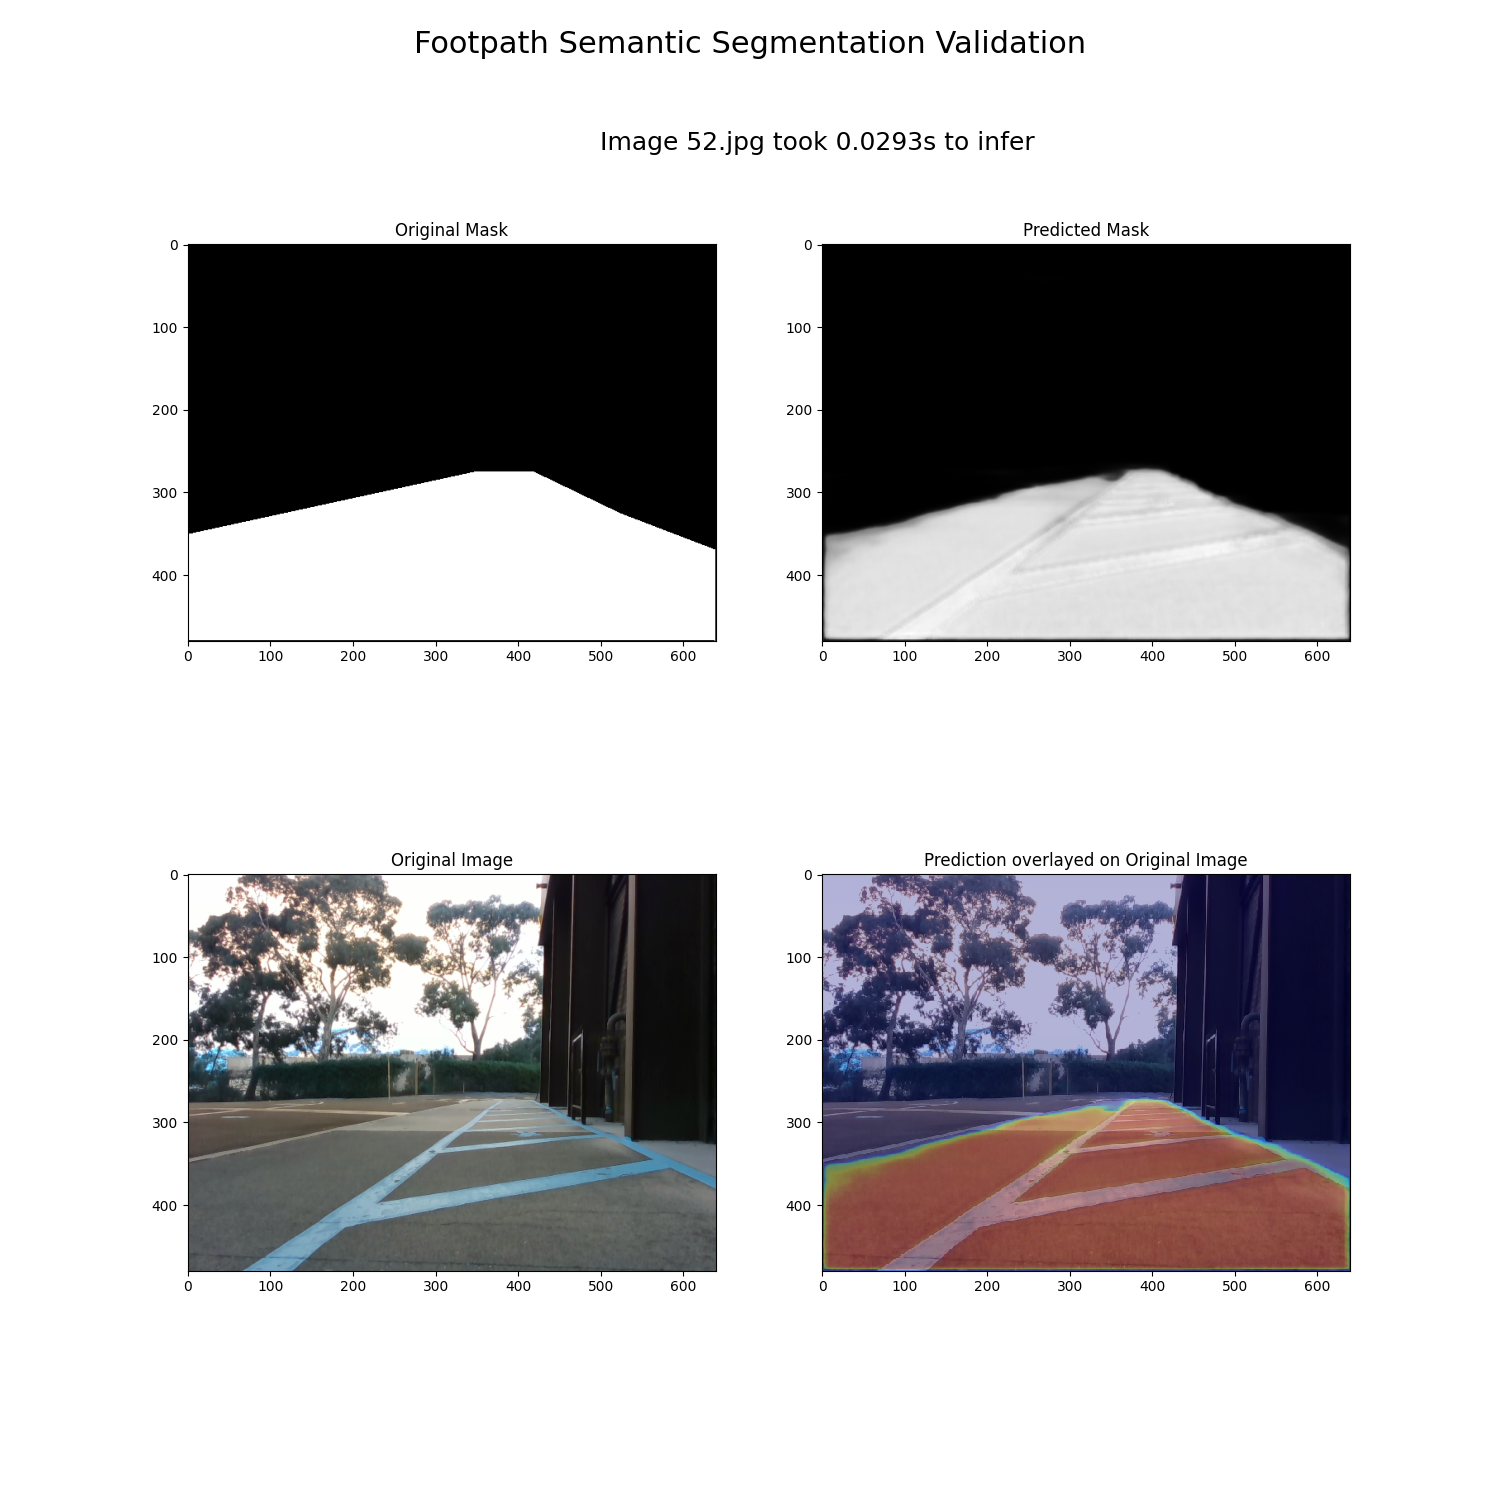 Footpath Semantic Segmentation Validation
Image 52.jpg took 0.0293s to infer
Original Mask
0
100
200
300
400
0 100 200 300 400 500 600
Predicted Mask
0
100
200
300
400
0 100 200 300 400 500 600
Original Image
0
100
200
300
400
0 100 200 300 400 500 600
Prediction overlayed on Original Image
0
100
200
300
400
0 100 200 300 400 500 600